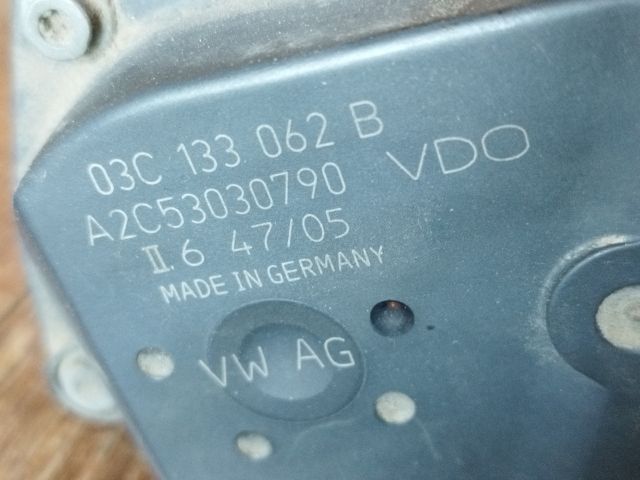 03C 133 062 B
VDO
A2C53030790
II.6 47/05
MADE IN GERMANY
VW AG